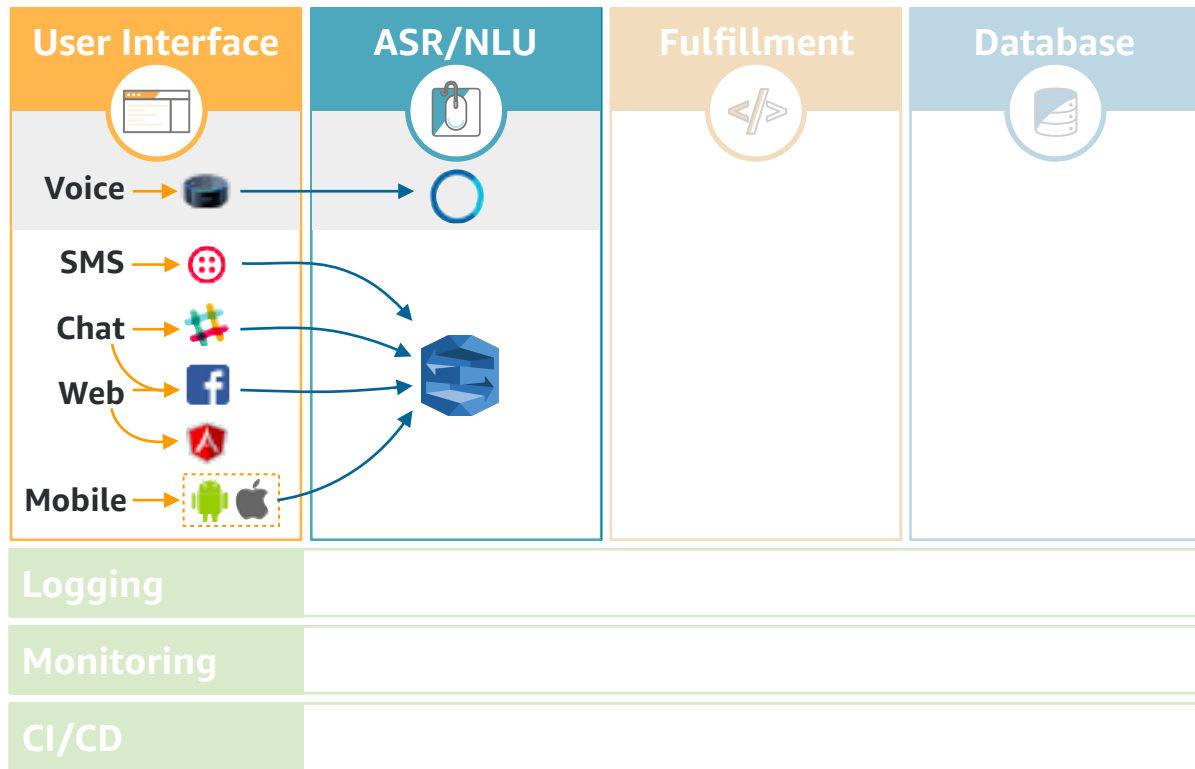 User Interface
ASR/NLU
Fulfillment
Database
</>
Voice
SMS
Chat
Web
Mobile
Logging
Monitoring
CI/CD